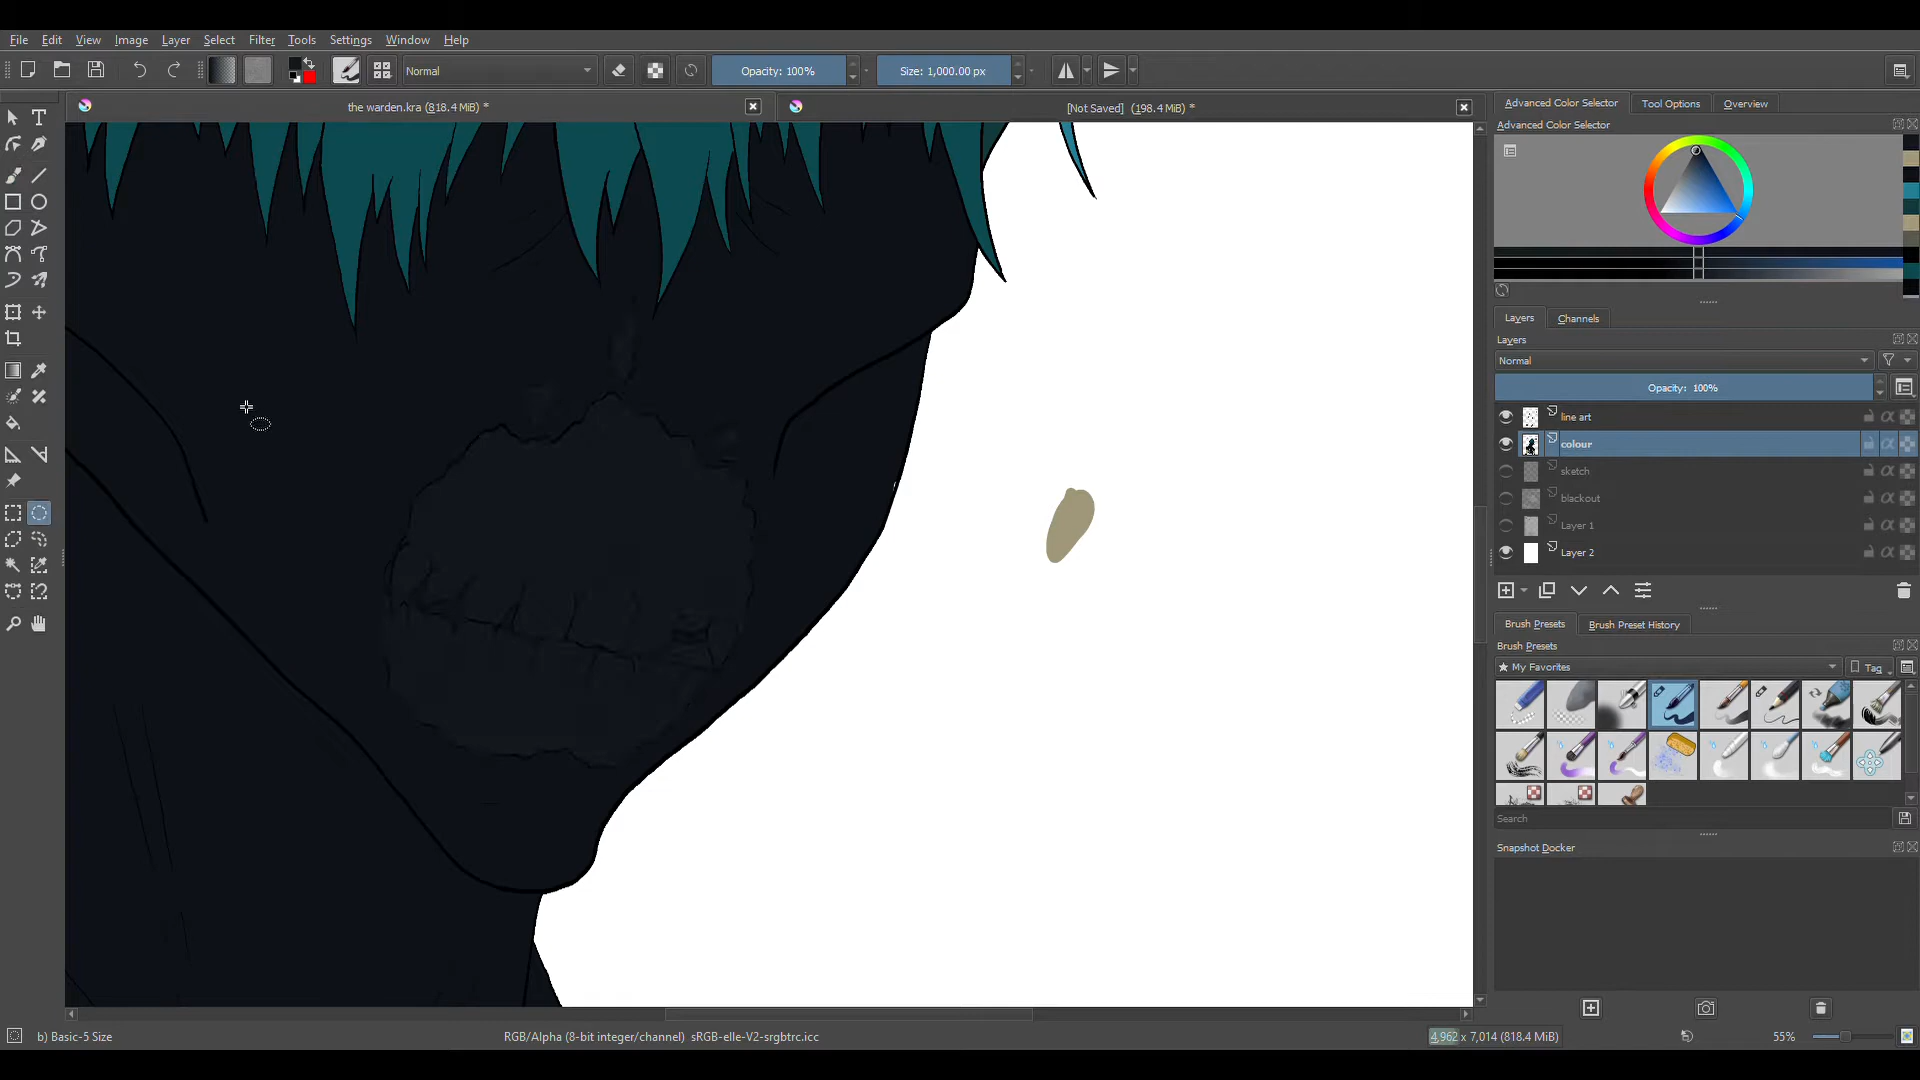 File Edit View Image Layer Select Filter Tools Settings Window Help
Normal Opacity: 100% Size: 1,000.00 px
the warden.kra (818.4 MiB) * [Not Saved] (198.4 MiB) *
Advanced Color Selector Tool Options Overview
Advanced Color Selector
Layers Channels
Layers
Normal
Opacity: 100%
line art
colour
sketch
blackout
Layer 1
Layer 2
Brush Presets Brush Preset History
Brush Presets
My Favorites Tag
Search
Snapshot Docker
b) Basic-5 Size RGB/Alpha (8-bit integer/channel) sRGB-elle-V2-srgbtrc.icc 4,962 x 7,014 (818.4 MiB) 55%